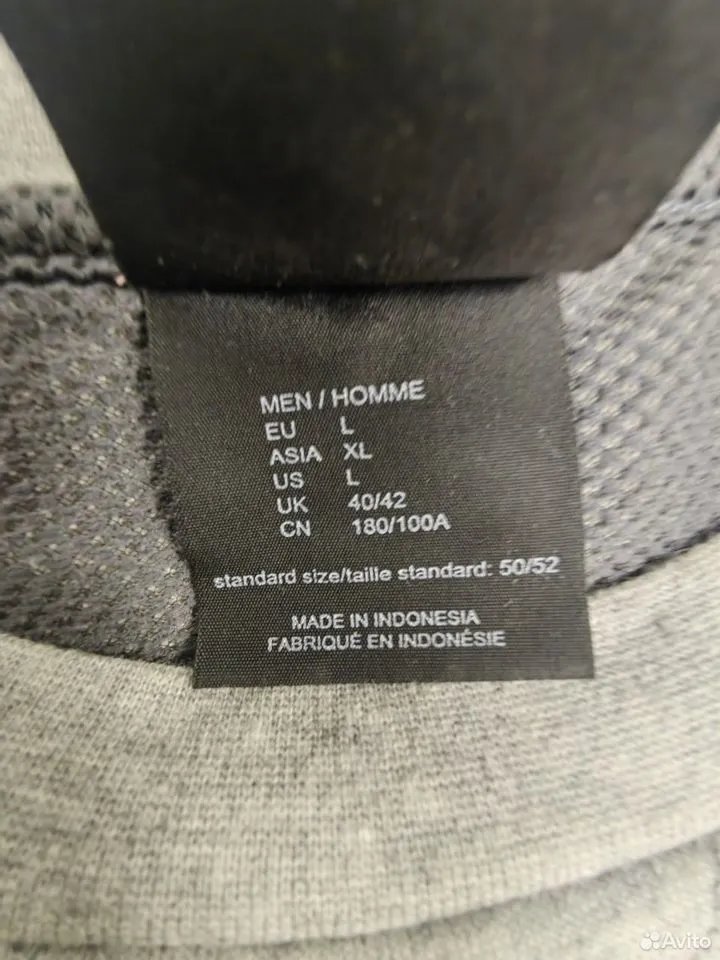 MEN / HOMME
EU L
ASIA XL
US L
UK 40/42
CN 180/100A
standard size/taille standard: 50/52
MADE IN INDONESIA
FABRIQUÉ EN INDONÉSIE
Avito